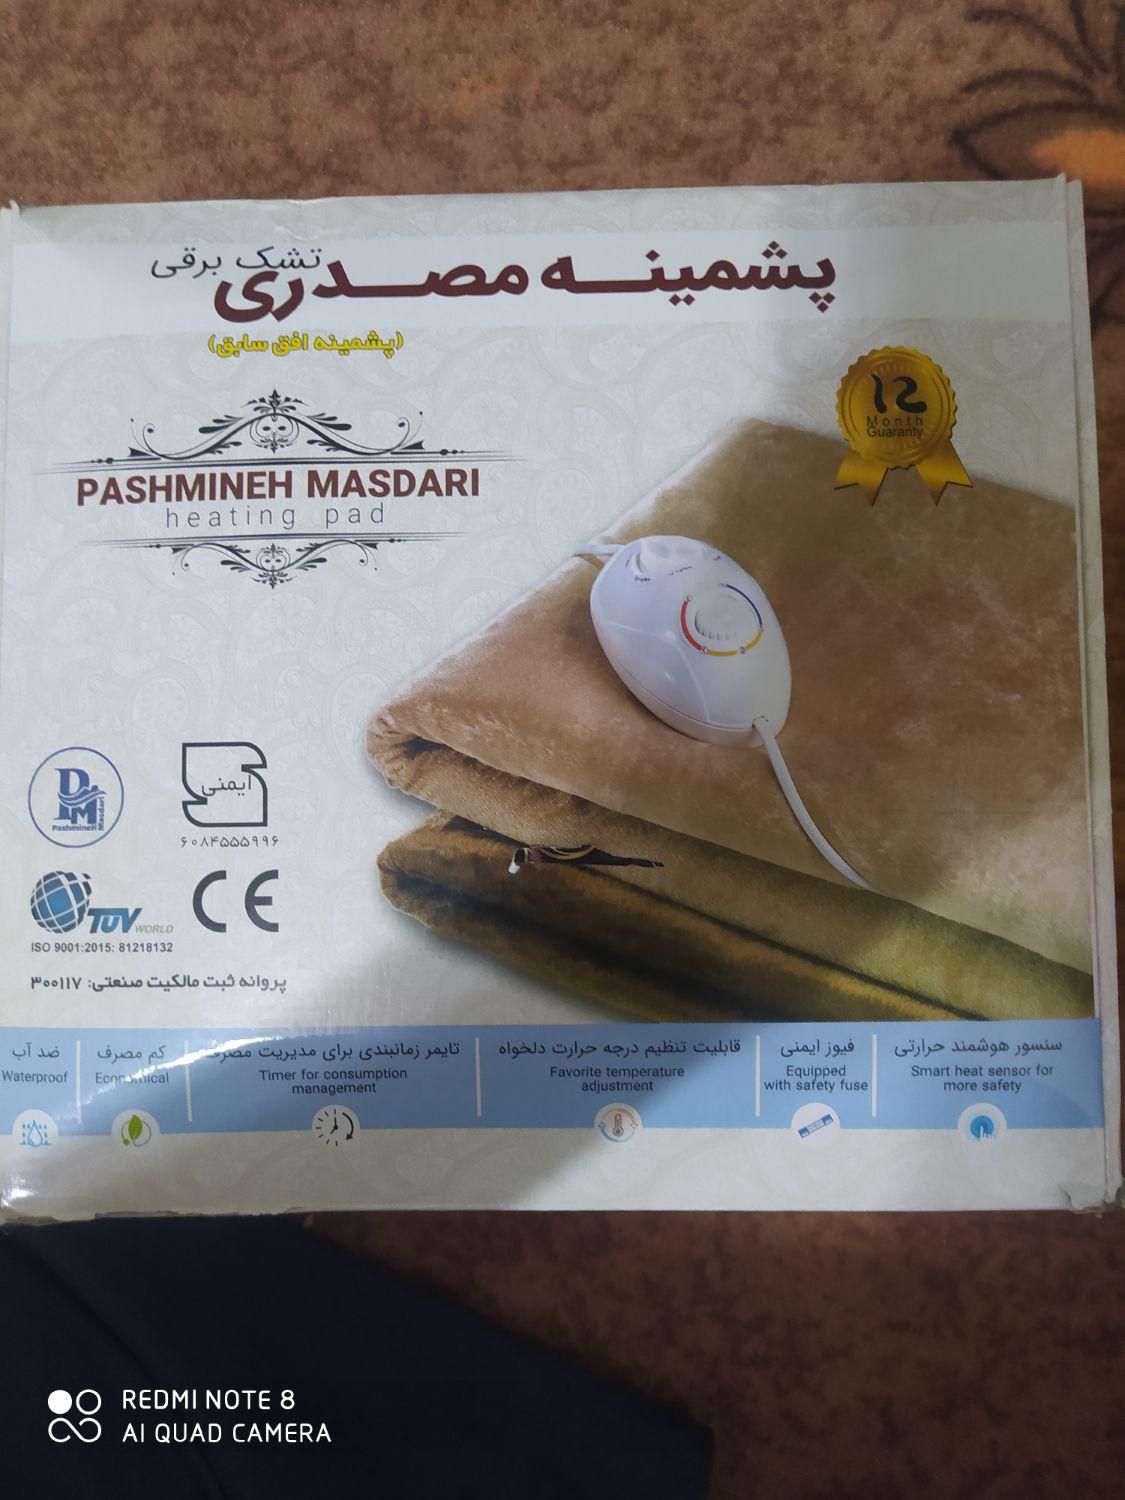 پشمینه مصدری
تشک برقی
(پشمینه افق سابق)
12
Month
Guaranty
PASHMINEH MASDARI
heating pad
PM
Pashmineh
Masdari
ایمنی
۶۰۸۴۵۵۵۹۹۶
TUV WORLD
CE
ISO 9001:2015: 81218132
پروانه ثبت مالکیت صنعتی: ۳۰۰۱۱۷
سنسور هوشمند حرارتی
Smart heat sensor for
more safety
فیوز ایمنی
Equipped
with safety fuse
قابلیت تنظیم درجه حرارت دلخواه
Favorite temperature
adjustment
تایمر زمانبندی برای مدیریت مصرف
Timer for consumption
management
کم مصرف
Economical
ضد آب
Waterproof
REDMI NOTE 8
AI QUAD CAMERA